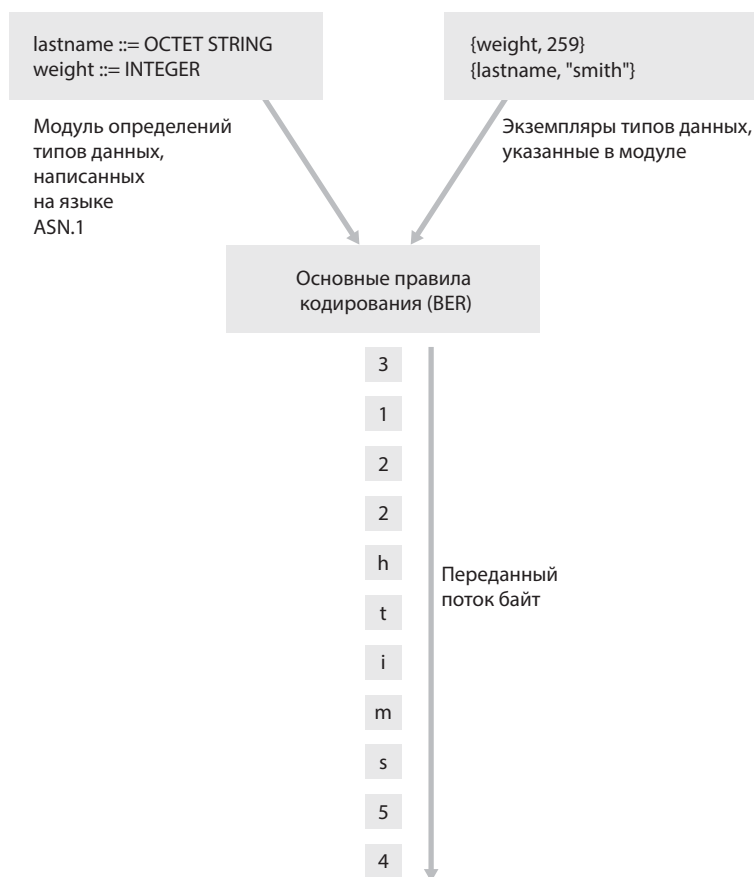 lastname ::= OCTET STRING
weight ::= INTEGER
{weight, 259}
{lastname, "smith"}
Модуль определений
типов данных,
написанных
на языке
ASN.1
Экземпляры типов данных,
указанные в модуле
Основные правила
кодирования (BER)
3
1
2
2
h
t
i
m
s
5
4
Переданный
поток байт